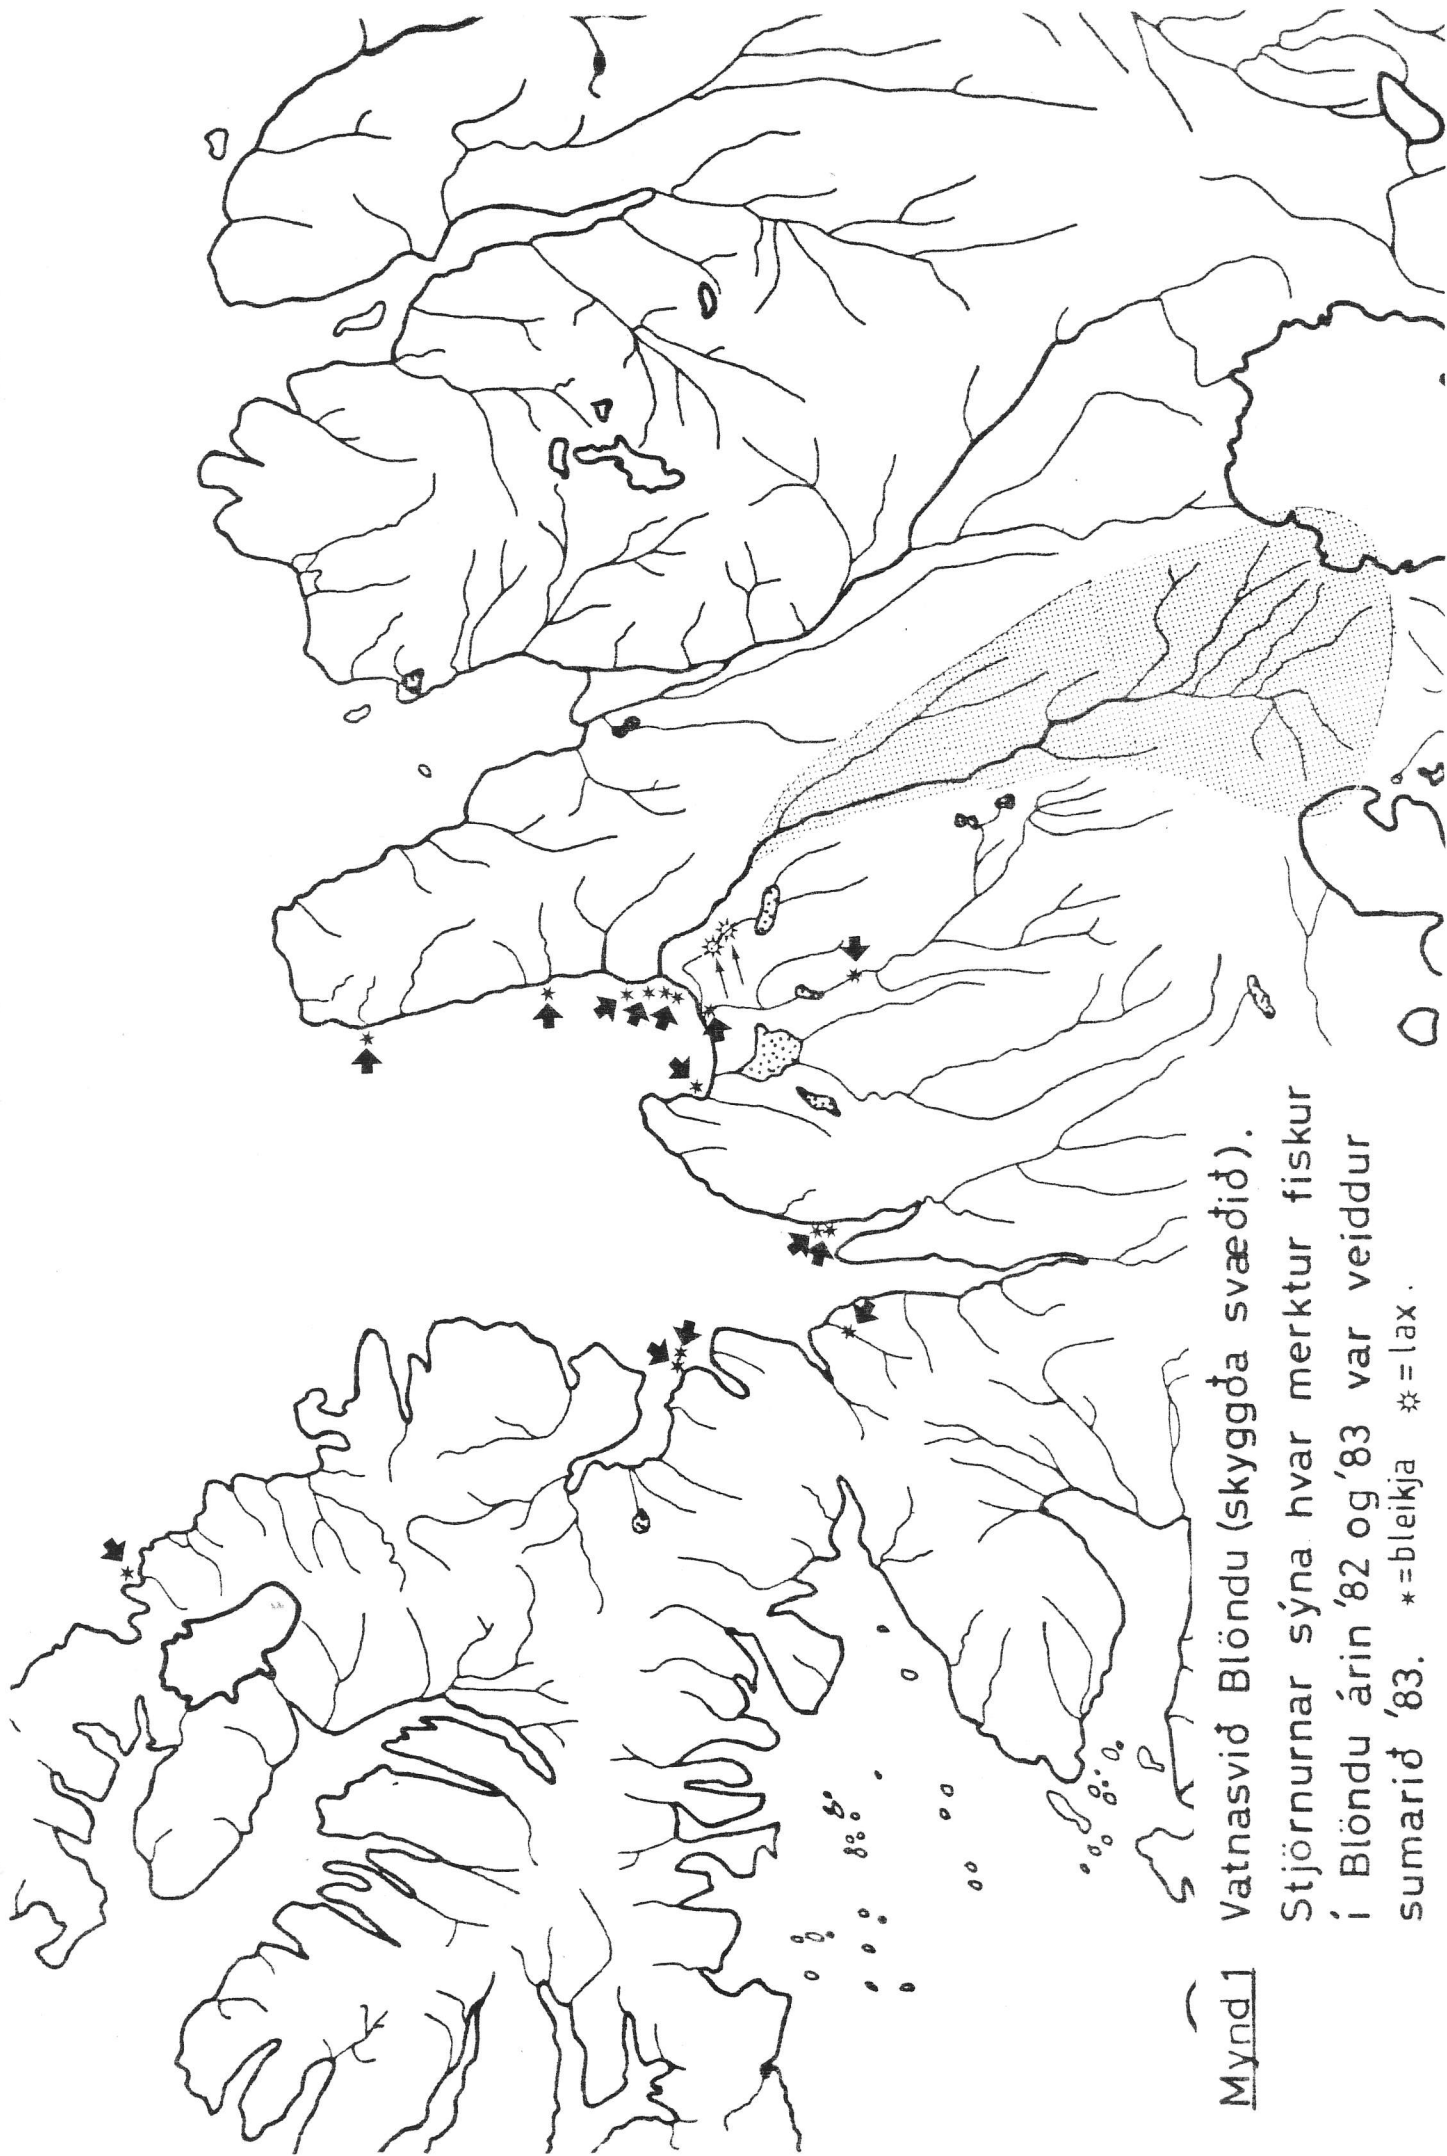 Mynd 1 Vatnasvið Blöndu (skyggða svæðið).
Stjörnurnar sýna hvar merktur fiskur
í Blöndu árin '82 og '83 var veiddur
sumarið '83. *=bleikja ☼=lax.